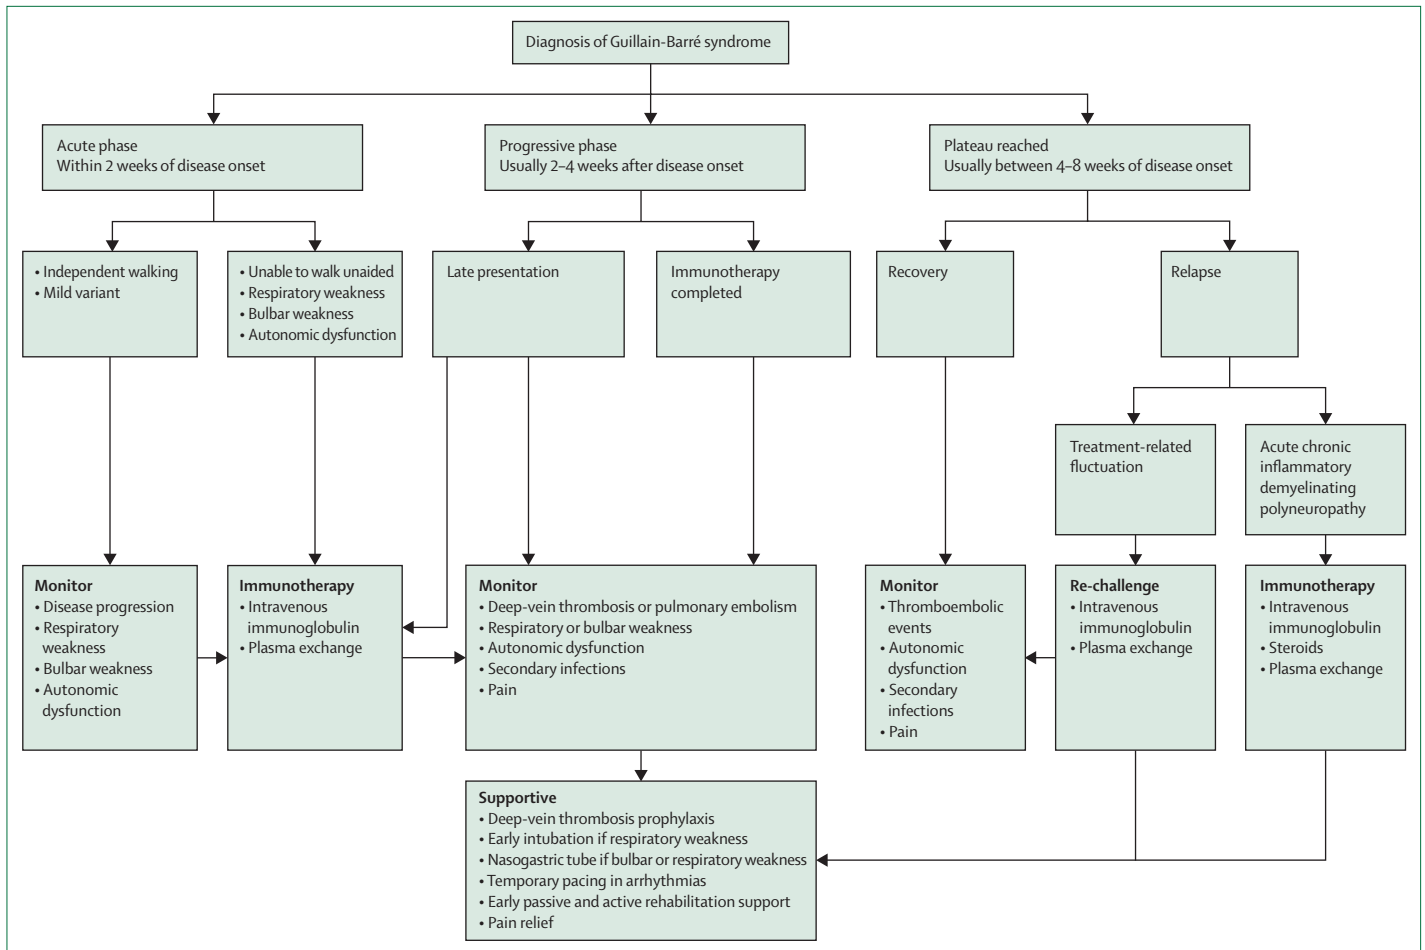 Diagnosis of Guillain-Barré syndrome
Acute phase
Within 2 weeks of disease onset
Progressive phase
Usually 2–4 weeks after disease onset
Plateau reached
Usually between 4–8 weeks of disease onset
• Independent walking
• Mild variant
• Unable to walk unaided
• Respiratory weakness
• Bulbar weakness
• Autonomic dysfunction
Late presentation
Immunotherapy
completed
Recovery
Relapse
Treatment-related
fluctuation
Acute chronic
inflammatory
demyelinating
polyneuropathy
Monitor
• Disease progression
• Respiratory
weakness
• Bulbar weakness
• Autonomic
dysfunction
Immunotherapy
• Intravenous
immunoglobulin
• Plasma exchange
Monitor
• Deep-vein thrombosis or pulmonary embolism
• Respiratory or bulbar weakness
• Autonomic dysfunction
• Secondary infections
• Pain
Monitor
• Thromboembolic
events
• Autonomic
dysfunction
• Secondary
infections
• Pain
Re-challenge
• Intravenous
immunoglobulin
• Plasma exchange
Immunotherapy
• Intravenous
immunoglobulin
• Steroids
• Plasma exchange
Supportive
• Deep-vein thrombosis prophylaxis
• Early intubation if respiratory weakness
• Nasogastric tube if bulbar or respiratory weakness
• Temporary pacing in arrhythmias
• Early passive and active rehabilitation support
• Pain relief